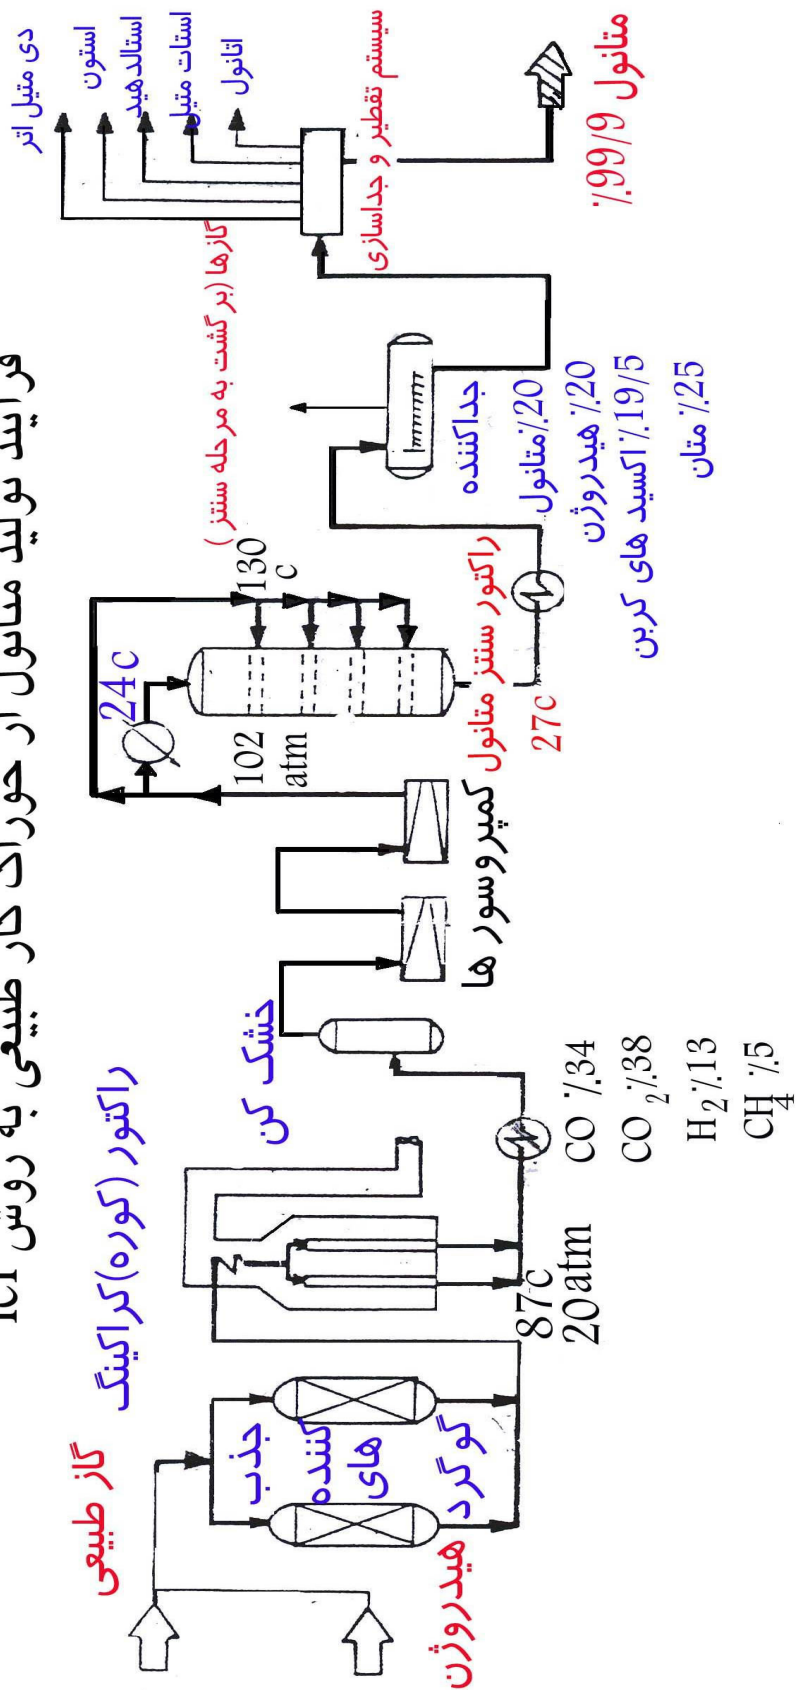 فرایند تولید متانول از خوراک گاز طبیعی به روش ICI
گاز طبیعی
هیدروژن
جذب
کننده
های
گوگرد
راکتور (کوره) کراکینگ
87c
20atm
خشک کن
CO ٪34
CO2 ٪38
H2 ٪13
CH4 ٪5
کمپروسور ها
24c
102
atm
130
c
راکتور سنتز متانول
27c
گازها (بر گشت به مرحله سنتز)
جداکننده
20٪ متانول
20٪ هیدروژن
19/5٪ اکسید های کربن
25٪ متان
سیستم تقطیر و جداسازی
دی متیل اتر
استون
استالدهید
استات متیل
اتانول
متانول 99/9٪